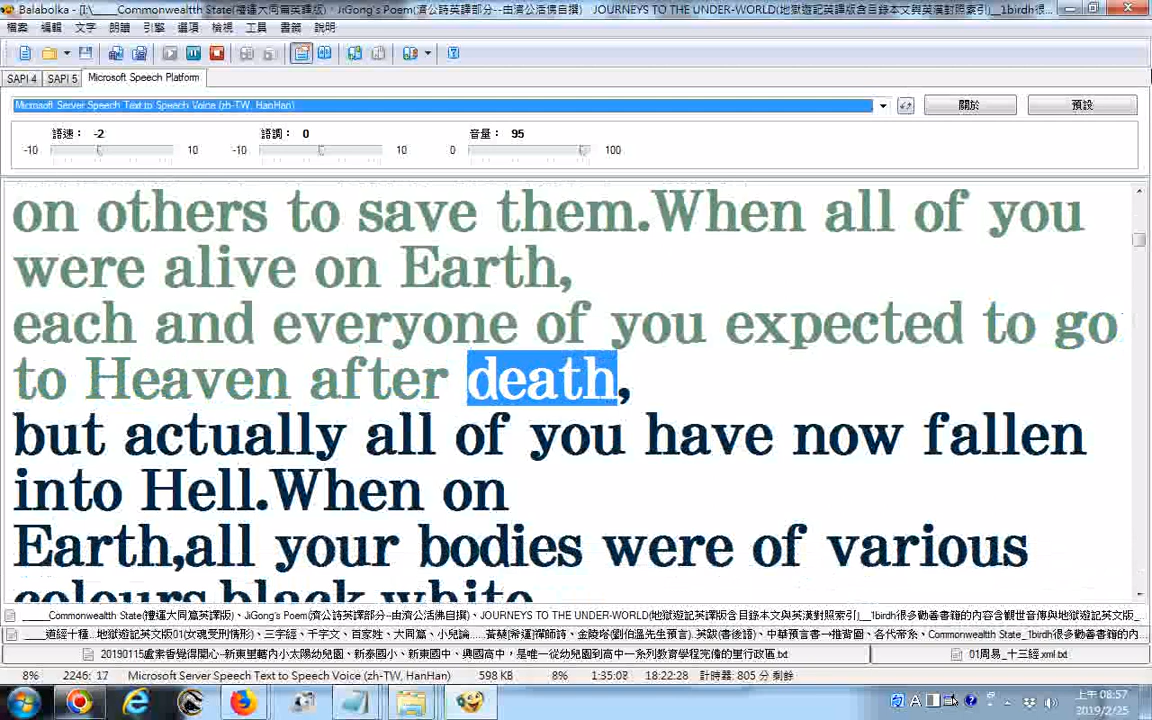 Balabolka - [I:\____Commonwealth State(禮運大同篇英譯版)、JiGong's Poem(濟公詩英譯部分--由濟公活佛自撰) JOURNEYS TO THE UNDER-WORLD(地獄遊記英譯版含目錄本文與英漢對照索引)__1birdh很...
檔案 編輯 文字 朗讀 引擎 選項 檢視 工具 書籤 說明
SAPI 4 SAPI 5 Microsoft Speech Platform
Microsoft Server Speech Text to Speech Voice (zh-TW, HanHan) 關於 預設
語速： -2 語調： 0 音量： 95
-10 10 -10 10 0 100
on others to save them.When all of you
were alive on Earth,
each and everyone of you expected to go
to Heaven after death,
but actually all of you have now fallen
into Hell.When on
Earth,all your bodies were of various
colours,black,white
____Commonwealth State(禮運大同篇英譯版)、JiGong's Poem(濟公詩英譯部分--由濟公活佛自撰)、JOURNEYS TO THE UNDER-WORLD(地獄遊記英譯版含目錄本文與英漢對照索引)__1birdh很多勸善書籍的內容含觀世音傳與地獄遊記英文版...
20190115盧素音覺得開心--新東里轄內小太陽幼兒園、新泰國小、新東國中、興國高中，是唯一從幼兒園到高中一系列教育學程完備的里行政區.txt 01周易_十三經.xml.txt
8% 2246: 17 Microsoft Server Speech Text to Speech Voice (zh-TW, HanHan) 598 KB 8% 1:35:08 18:22:28 計時器: 805 分 剩餘
上午 08:57
2019/2/25